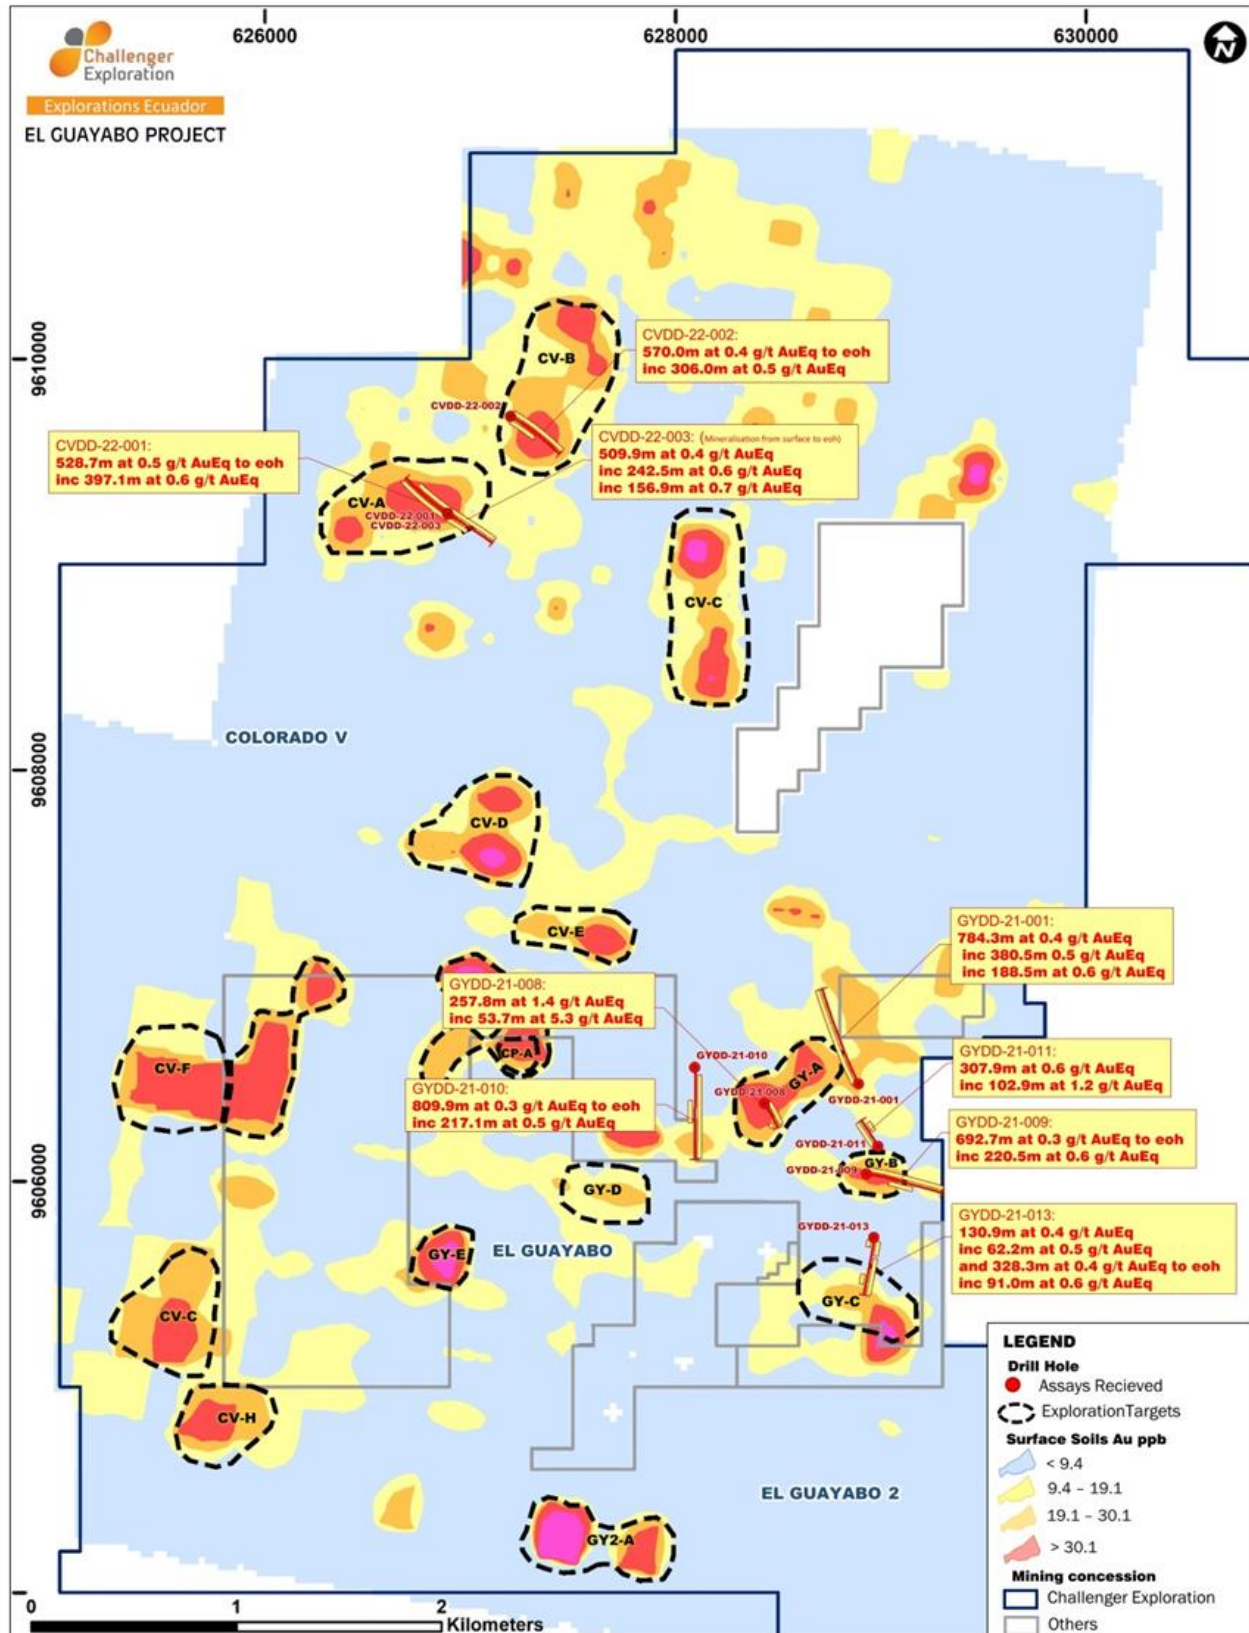 626000
628000
630000
N
Challenger
Exploration
Explorations Ecuador
EL GUAYABO PROJECT
9610000
9608000
9606000
CV-B
CVDD-22-002:
570.0m at 0.4 g/t AuEq to eoh
inc 306.0m at 0.5 g/t AuEq
CVDD-22-002
CVDD-22-001:
528.7m at 0.5 g/t AuEq to eoh
inc 397.1m at 0.6 g/t AuEq
CVDD-22-003: (Mineralisation from surface to eoh)
509.9m at 0.4 g/t AuEq
inc 242.5m at 0.6 g/t AuEq
inc 156.9m at 0.7 g/t AuEq
CV-A
CVDD-22-001
CVDD-22-003
CV-C
COLORADO V
CV-D
CV-E
GYDD-21-001:
784.3m at 0.4 g/t AuEq
inc 380.5m 0.5 g/t AuEq
inc 188.5m at 0.6 g/t AuEq
GYDD-21-008:
257.8m at 1.4 g/t AuEq
inc 53.7m at 5.3 g/t AuEq
CP-A
CV-F
GYDD-21-010
GY-A
GYDD-21-008
GYDD-21-001
GYDD-21-010:
809.9m at 0.3 g/t AuEq to eoh
inc 217.1m at 0.5 g/t AuEq
GYDD-21-011:
307.9m at 0.6 g/t AuEq
inc 102.9m at 1.2 g/t AuEq
GYDD-21-011
GY-B
GYDD-21-009
GYDD-21-009:
692.7m at 0.3 g/t AuEq to eoh
inc 220.5m at 0.6 g/t AuEq
GY-D
GYDD-21-013
GYDD-21-013:
130.9m at 0.4 g/t AuEq
inc 62.2m at 0.5 g/t AuEq
and 328.3m at 0.4 g/t AuEq to eoh
inc 91.0m at 0.6 g/t AuEq
GY-E
EL GUAYABO
GY-C
CV-C
CV-H
EL GUAYABO 2
GY2-A
LEGEND
Drill Hole
Assays Recieved
ExplorationTargets
Surface Soils Au ppb
< 9.4
9.4 – 19.1
19.1 – 30.1
> 30.1
Mining concession
Challenger Exploration
Others
0 1 2
Kilometers